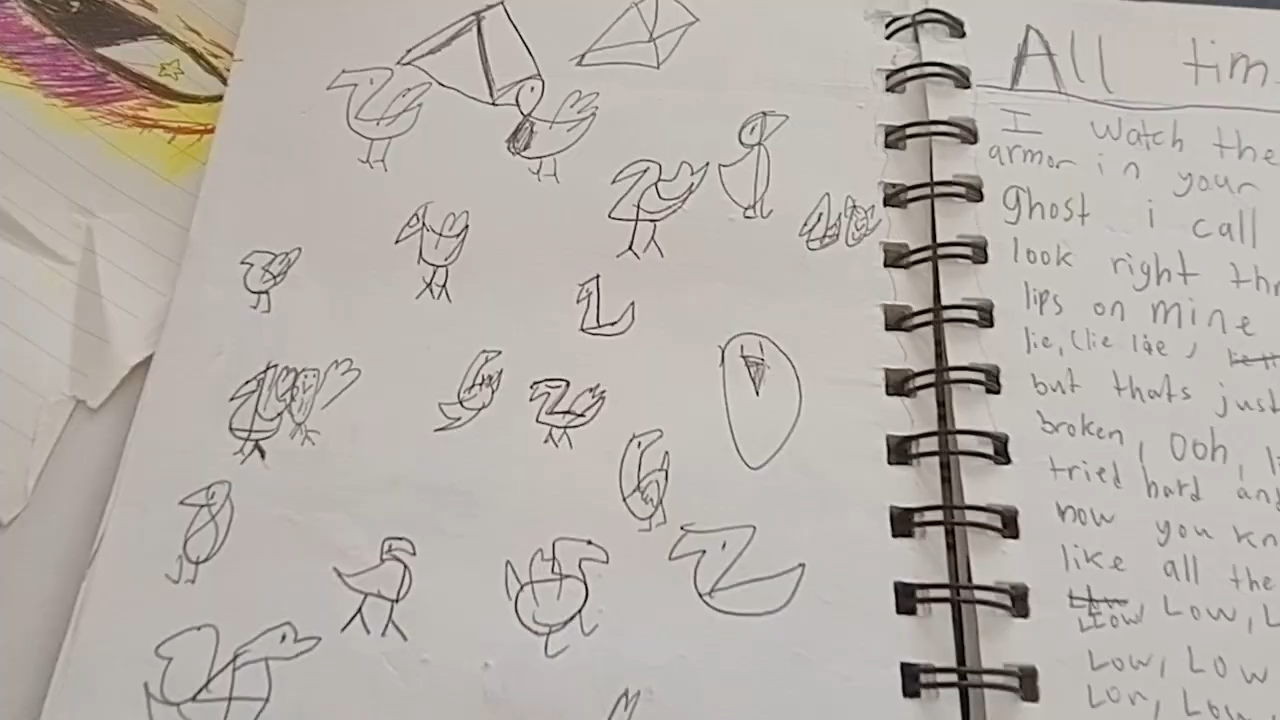 All tim
I watch the
armor in your
Ghost i call
look right thr
lips on mine
lie, (lie lie)
but thats just
broken, Ooh, li
tried hard and
now you kn
like all the
Low, Low, L
Low, Low
Low, Low